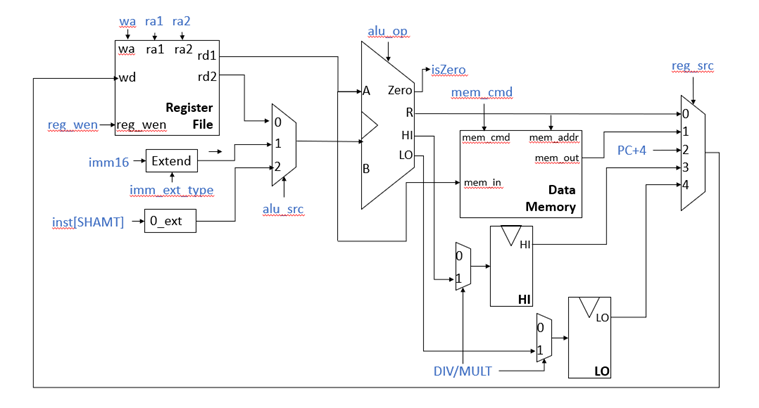 wa ra1 ra2
wa ra1 ra2
rd1
wd
rd2
Register
File
reg_wen
reg_wen
imm16
Extend
imm_ext_type
inst[SHAMT]
0_ext
0
1
2
alu_src
alu_op
A
B
Zero
R
HI
LO
isZero
mem_cmd
mem_cmd
mem_addr
mem_out
mem_in
Data
Memory
reg_src
0
1
2
3
4
PC+4
0
1
HI
HI
0
1
LO
LO
DIV/MULT